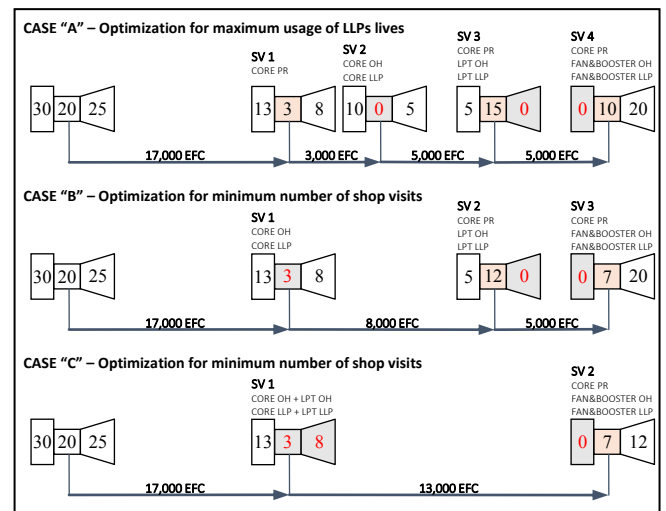 CASE “A” – Optimization for maximum usage of LLPs lives
SV 1
CORE PR
SV 2
CORE OH
CORE LLP
SV 3
CORE PR
LPT OH
LPT LLP
SV 4
CORE PR
FAN&BOOSTER OH
FAN&BOOSTER LLP
30 20 25
13 3 8
10 0 5
5 15 0
0 10 20
17,000 EFC
3,000 EFC
5,000 EFC
5,000 EFC
CASE “B” – Optimization for minimum number of shop visits
SV 1
CORE OH
CORE LLP
SV 2
CORE PR
LPT OH
LPT LLP
SV 3
CORE PR
FAN&BOOSTER OH
FAN&BOOSTER LLP
30 20 25
13 3 8
5 12 0
0 7 20
17,000 EFC
8,000 EFC
5,000 EFC
CASE “C” – Optimization for minimum number of shop visits
SV 1
CORE OH + LPT OH
CORE LLP + LPT LLP
SV 2
CORE PR
FAN&BOOSTER OH
FAN&BOOSTER LLP
30 20 25
13 3 8
0 7 12
17,000 EFC
13,000 EFC